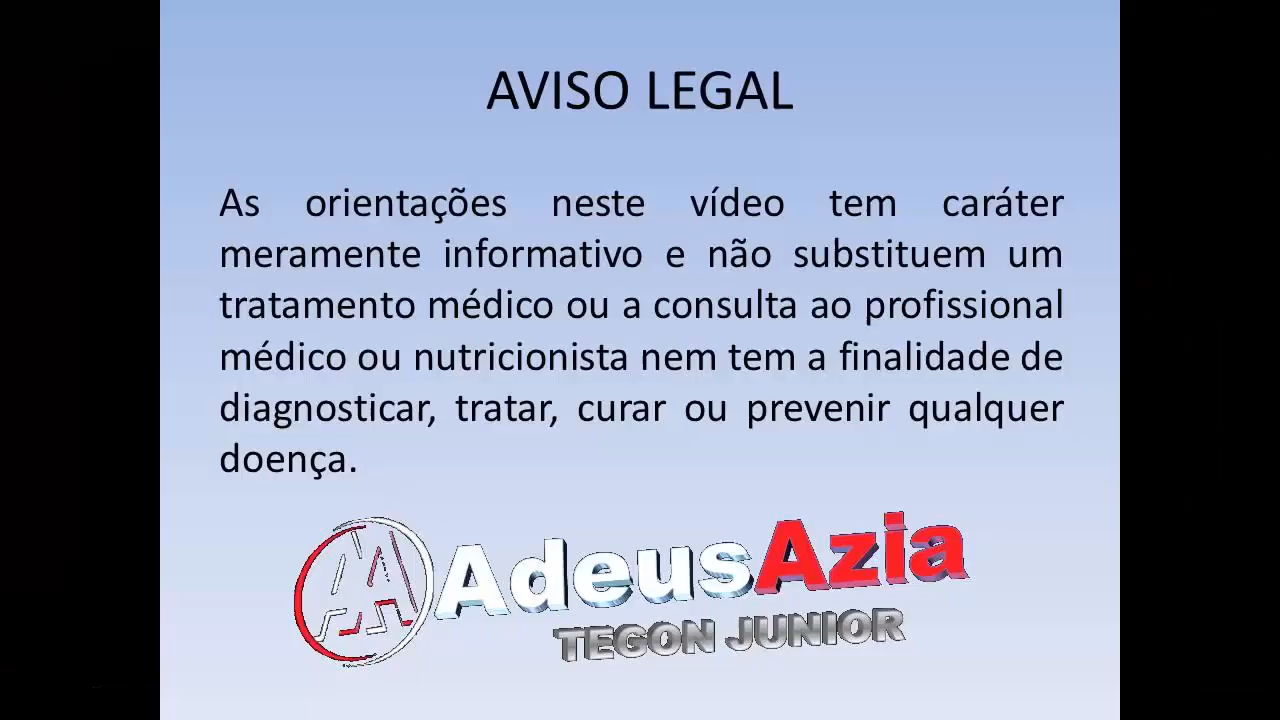 AVISO LEGAL
As orientações neste vídeo tem caráter
meramente informativo e não substituem um
tratamento médico ou a consulta ao profissional
médico ou nutricionista nem tem a finalidade de
diagnosticar, tratar, curar ou prevenir qualquer
doença.
AA AdeusAzia
TEGON JUNIOR